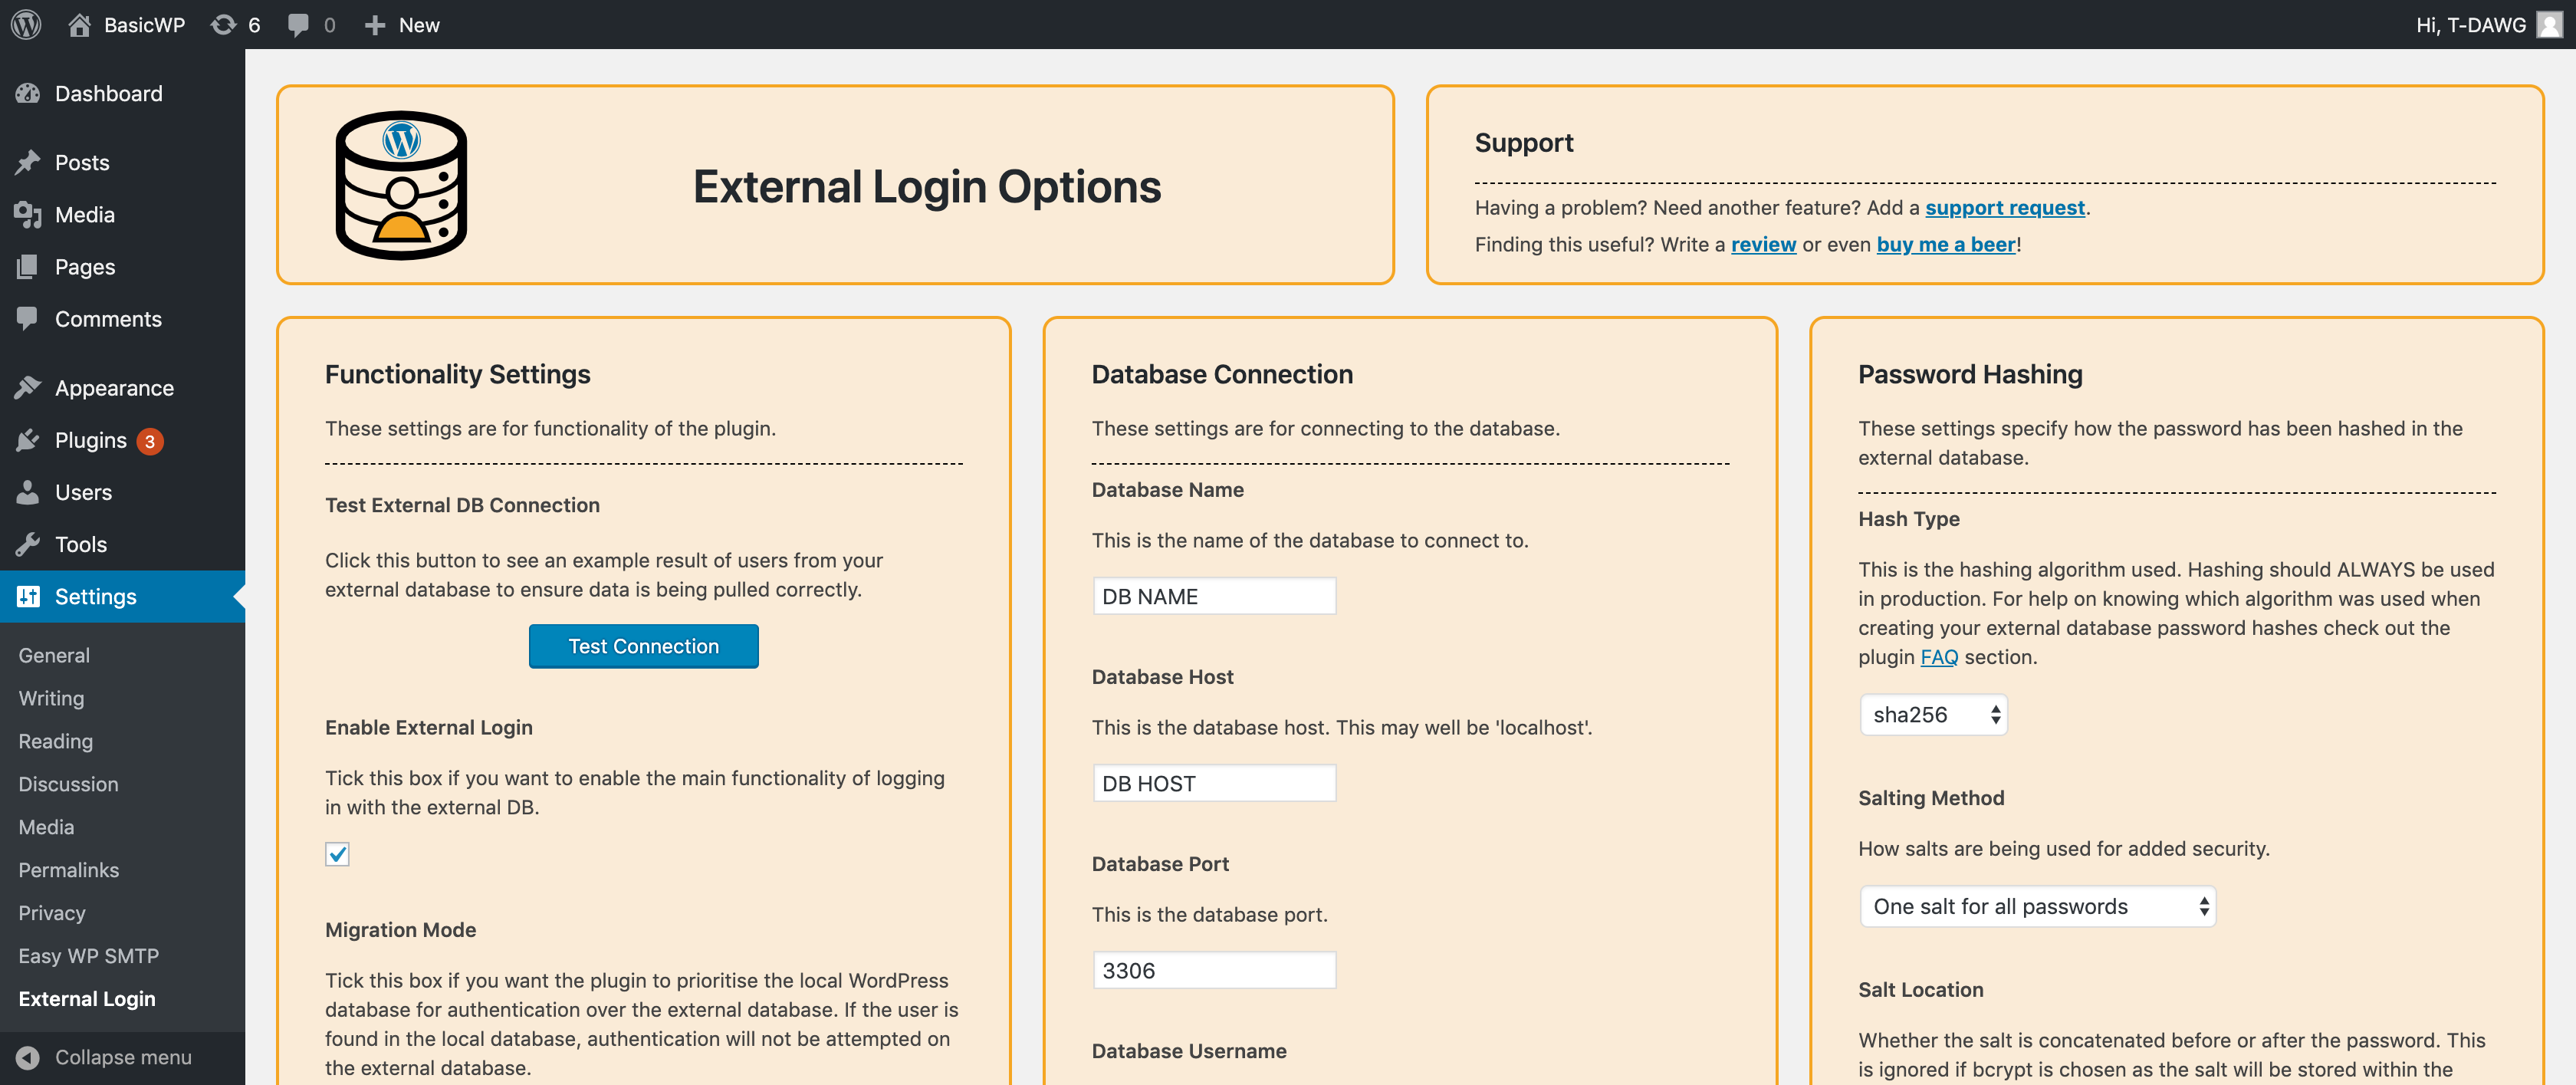 BasicWP 6 0 New
Hi, T-DAWG
Dashboard
Posts
Media
Pages
Comments
Appearance
Plugins 3
Users
Tools
Settings
General
Writing
Reading
Discussion
Media
Permalinks
Privacy
Easy WP SMTP
External Login
Collapse menu
External Login Options
Support
Having a problem? Need another feature? Add a support request.
Finding this useful? Write a review or even buy me a beer!
Functionality Settings
These settings are for functionality of the plugin.
Test External DB Connection
Click this button to see an example result of users from your
external database to ensure data is being pulled correctly.
Test Connection
Enable External Login
Tick this box if you want to enable the main functionality of logging
in with the external DB.
Migration Mode
Tick this box if you want the plugin to prioritise the local WordPress
database for authentication over the external database. If the user is
found in the local database, authentication will not be attempted on
the external database.
Database Connection
These settings are for connecting to the database.
Database Name
This is the name of the database to connect to.
DB NAME
Database Host
This is the database host. This may well be 'localhost'.
DB HOST
Database Port
This is the database port.
3306
Database Username
Password Hashing
These settings specify how the password has been hashed in the
external database.
Hash Type
This is the hashing algorithm used. Hashing should ALWAYS be used
in production. For help on knowing which algorithm was used when
creating your external database password hashes check out the
plugin FAQ section.
sha256
Salting Method
How salts are being used for added security.
One salt for all passwords
Salt Location
Whether the salt is concatenated before or after the password. This
is ignored if bcrypt is chosen as the salt will be stored within the